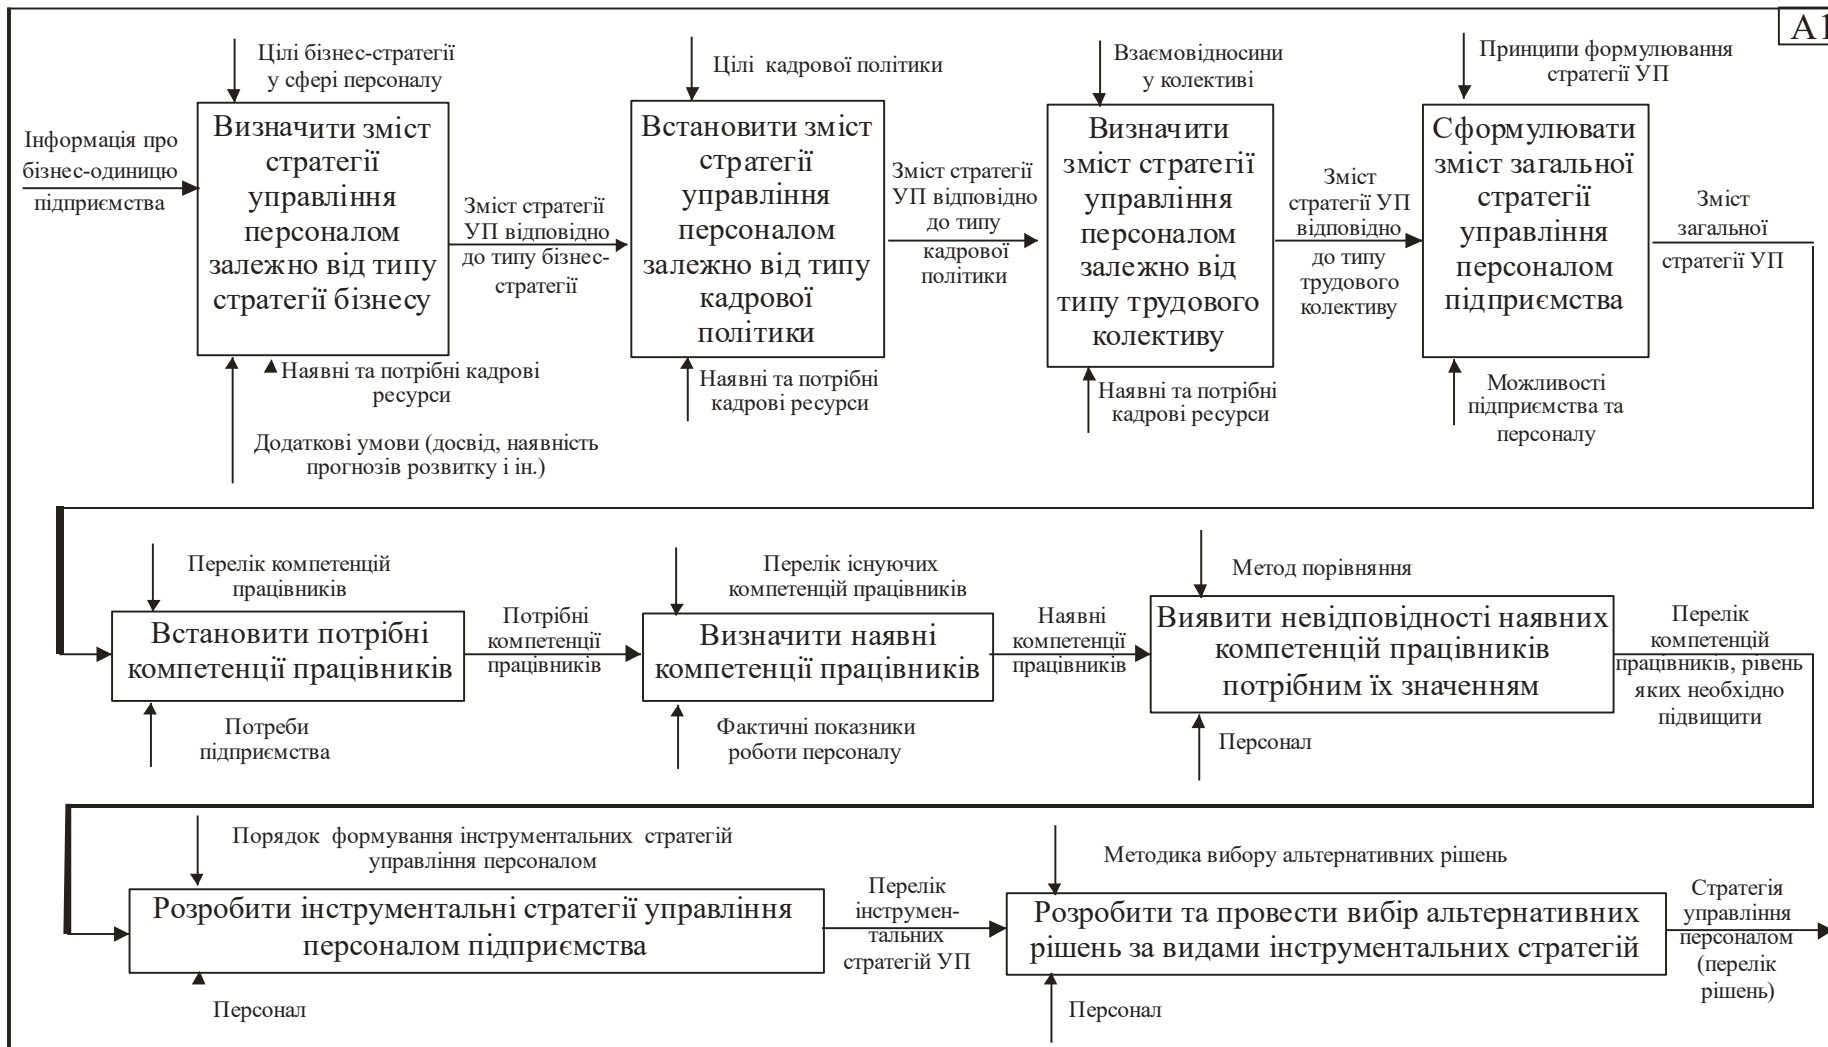 А1
Цілі бізнес-стратегії
у сфері персоналу
Цілі кадрової політики
Взаємовідносини
у колективі
Принципи формулювання
стратегії УП
Інформація про
бізнес-одиницю
підприємства
Визначити зміст
стратегії
управління
персоналом
залежно від типу
стратегії бізнесу
Зміст стратегії
УП відповідно
до типу бізнес-
стратегії
Встановити зміст
стратегії
управління
персоналом
залежно від типу
кадрової
політики
Зміст стратегії
УП відповідно
до типу
кадрової
політики
Визначити
зміст стратегії
управління
персоналом
залежно від
типу трудового
колективу
Зміст
стратегії УП
відповідно
до типу
трудового
колективу
Сформулювати
зміст загальної
стратегії
управління
персоналом
підприємства
Зміст
загальної
стратегії УП
Наявні та потрібні кадрові
ресурси
Додаткові умови (досвід, наявність
прогнозів розвитку і ін.)
Наявні та потрібні
кадрові ресурси
Наявні та потрібні
кадрові ресурси
Можливості
підприємства та
персоналу
Перелік компетенцій
працівників
Перелік існуючих
компетенцій працівників
Метод порівняння
Встановити потрібні
компетенції працівників
Потрібні
компетенції
працівників
Визначити наявні
компетенції працівників
Наявні
компетенції
працівників
Виявити невідповідності наявних
компетенцій працівників
потрібним їх значенням
Перелік
компетенцій
працівників, рівень
яких необхідно
підвищити
Потреби
підприємства
Фактичні показники
роботи персоналу
Персонал
Порядок формування інструментальних стратегій
управління персоналом
Методика вибору альтернативних рішень
Розробити інструментальні стратегії управління
персоналом підприємства
Перелік
інструмен-
тальних
стратегій УП
Розробити та провести вибір альтернативних
рішень за видами інструментальних стратегій
Стратегія
управління
персоналом
(перелік
рішень)
Персонал
Персонал